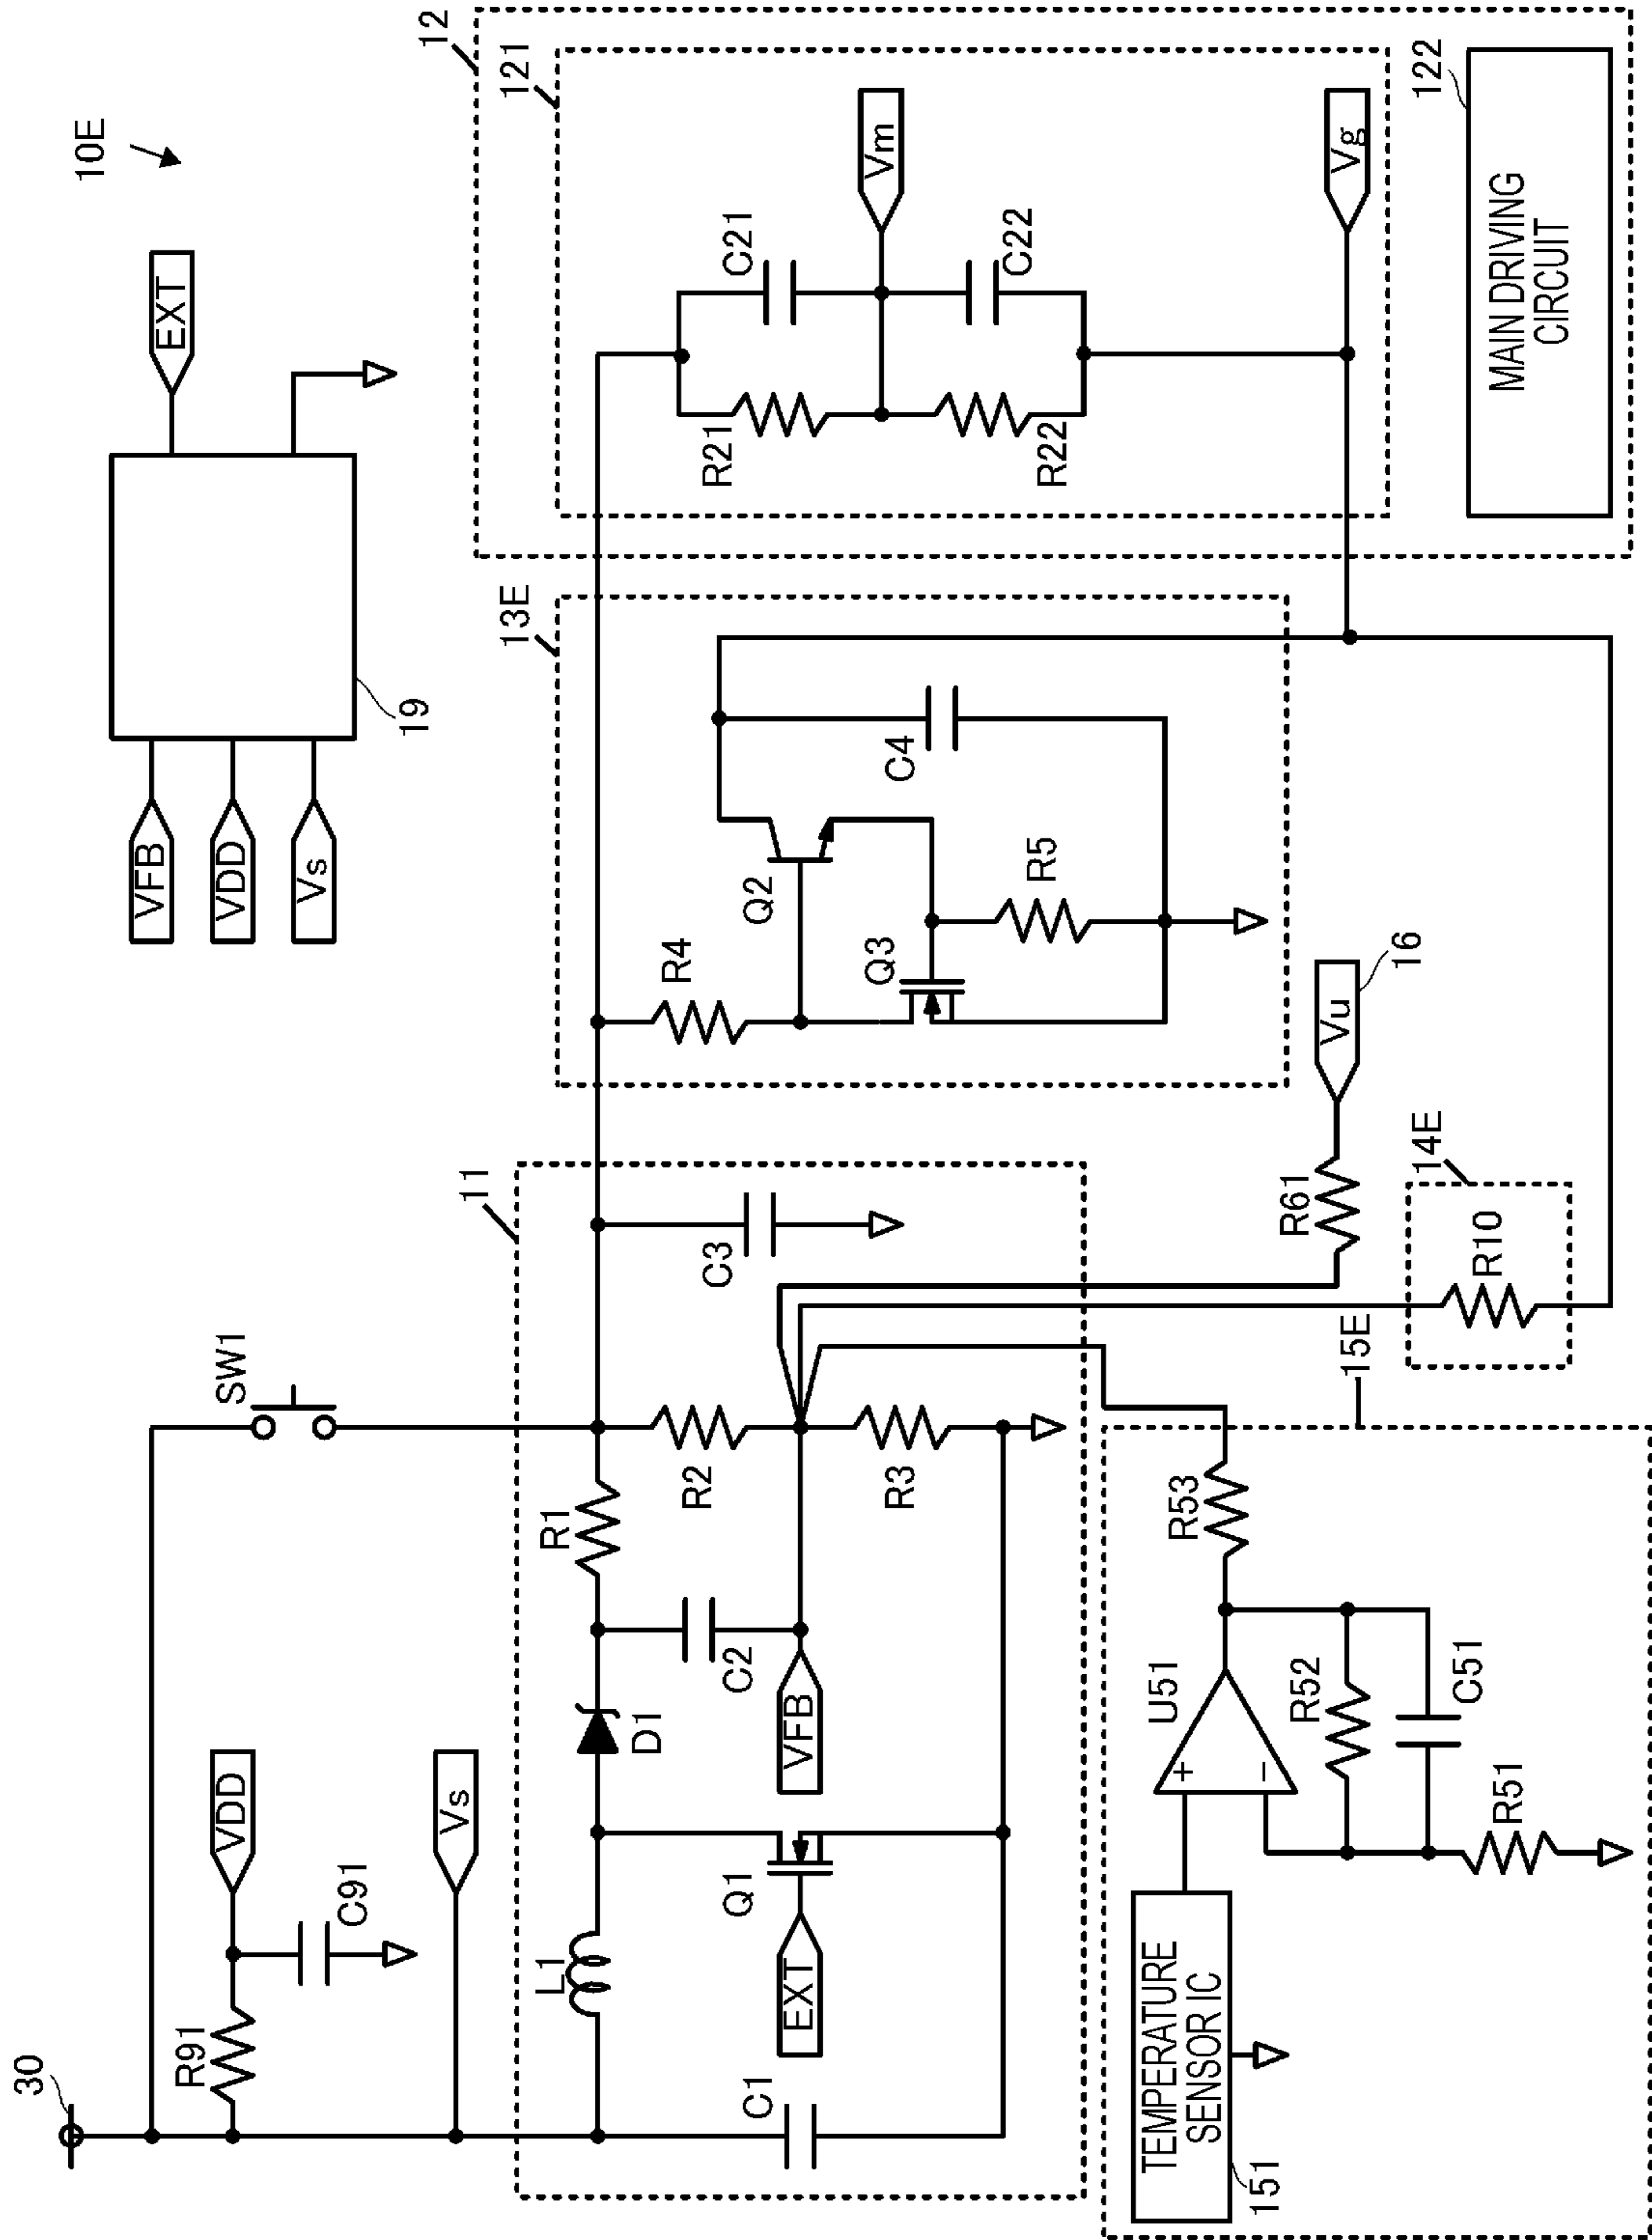 10E
30
SW1
R91
VDD
C91
Vs
VFB
VDD
Vs
EXT
19
11
L1
D1
R1
C1
EXT
Q1
C2
VFB
R2
R3
C3
13E
R4
Q2
Q3
R5
C4
12
121
R21
C21
Vm
R22
C22
Vg
122
MAIN DRIVING
CIRCUIT
Vu
16
R61
14E
R10
15E
TEMPERATURE
SENSOR IC
151
U51
+
−
R53
R52
C51
R51